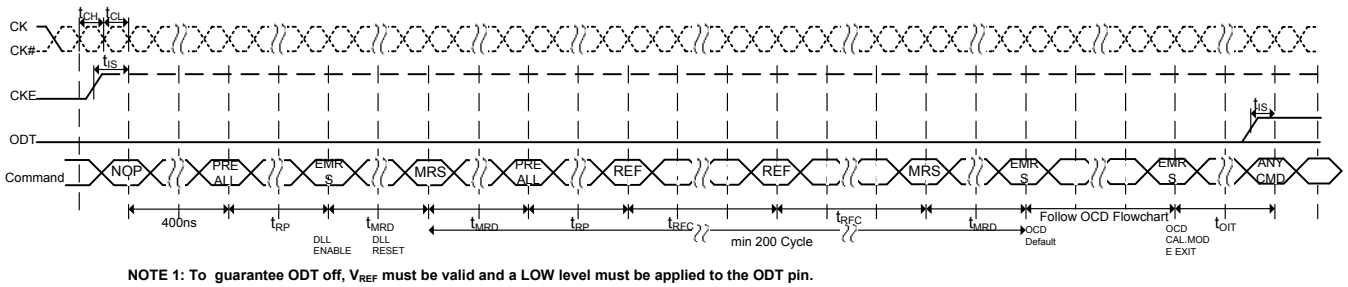 tCH tCL
CK
CK#
tIS
CKE
tIS
ODT
Command NOP PRE ALL EMR S MRS PRE ALL REF REF MRS EMR S EMR S ANY CMD
400ns tRP tMRD tMRD tRP tRFC tRFC tMRD Follow OCD Flowchart tOIT
DLL ENABLE
DLL RESET
min 200 Cycle
OCD Default
OCD CAL.MOD E EXIT
NOTE 1: To guarantee ODT off, VREF must be valid and a LOW level must be applied to the ODT pin.